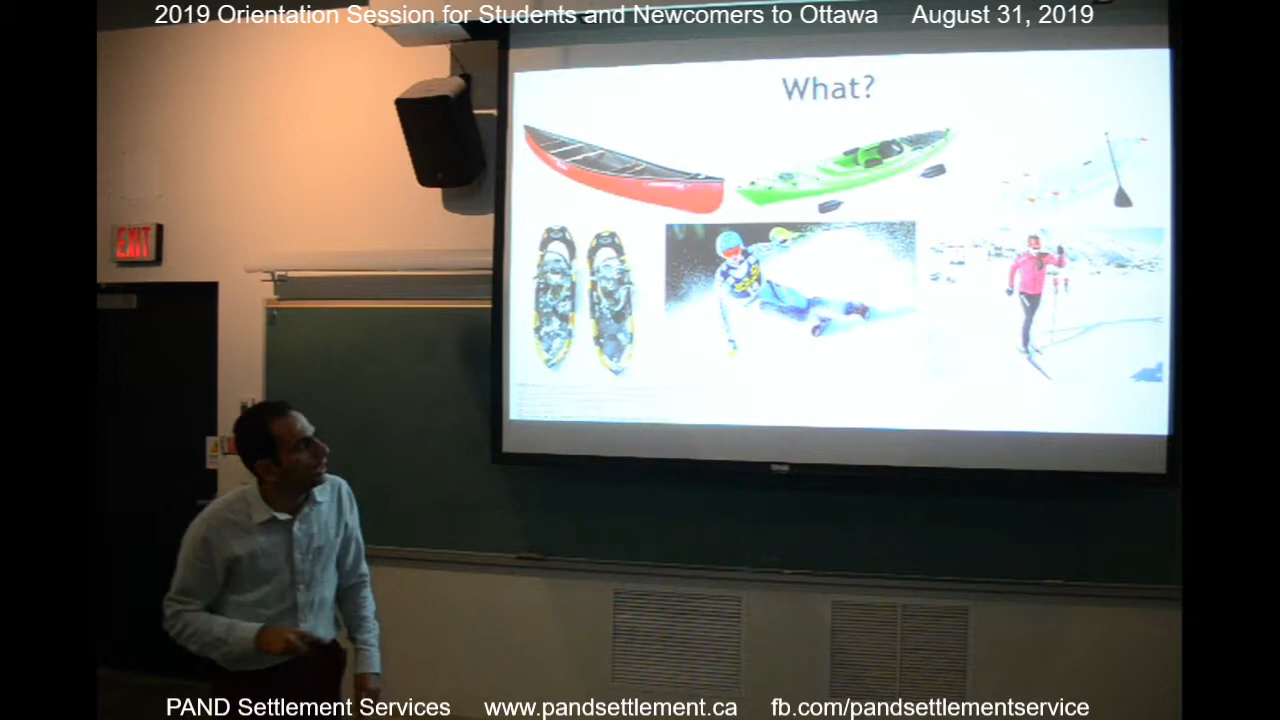 2019 Orientation Session for Students and Newcomers to Ottawa August 31, 2019
What?
EXIT
PAND Settlement Services www.pandsettlement.ca fb.com/pandsettlementservice